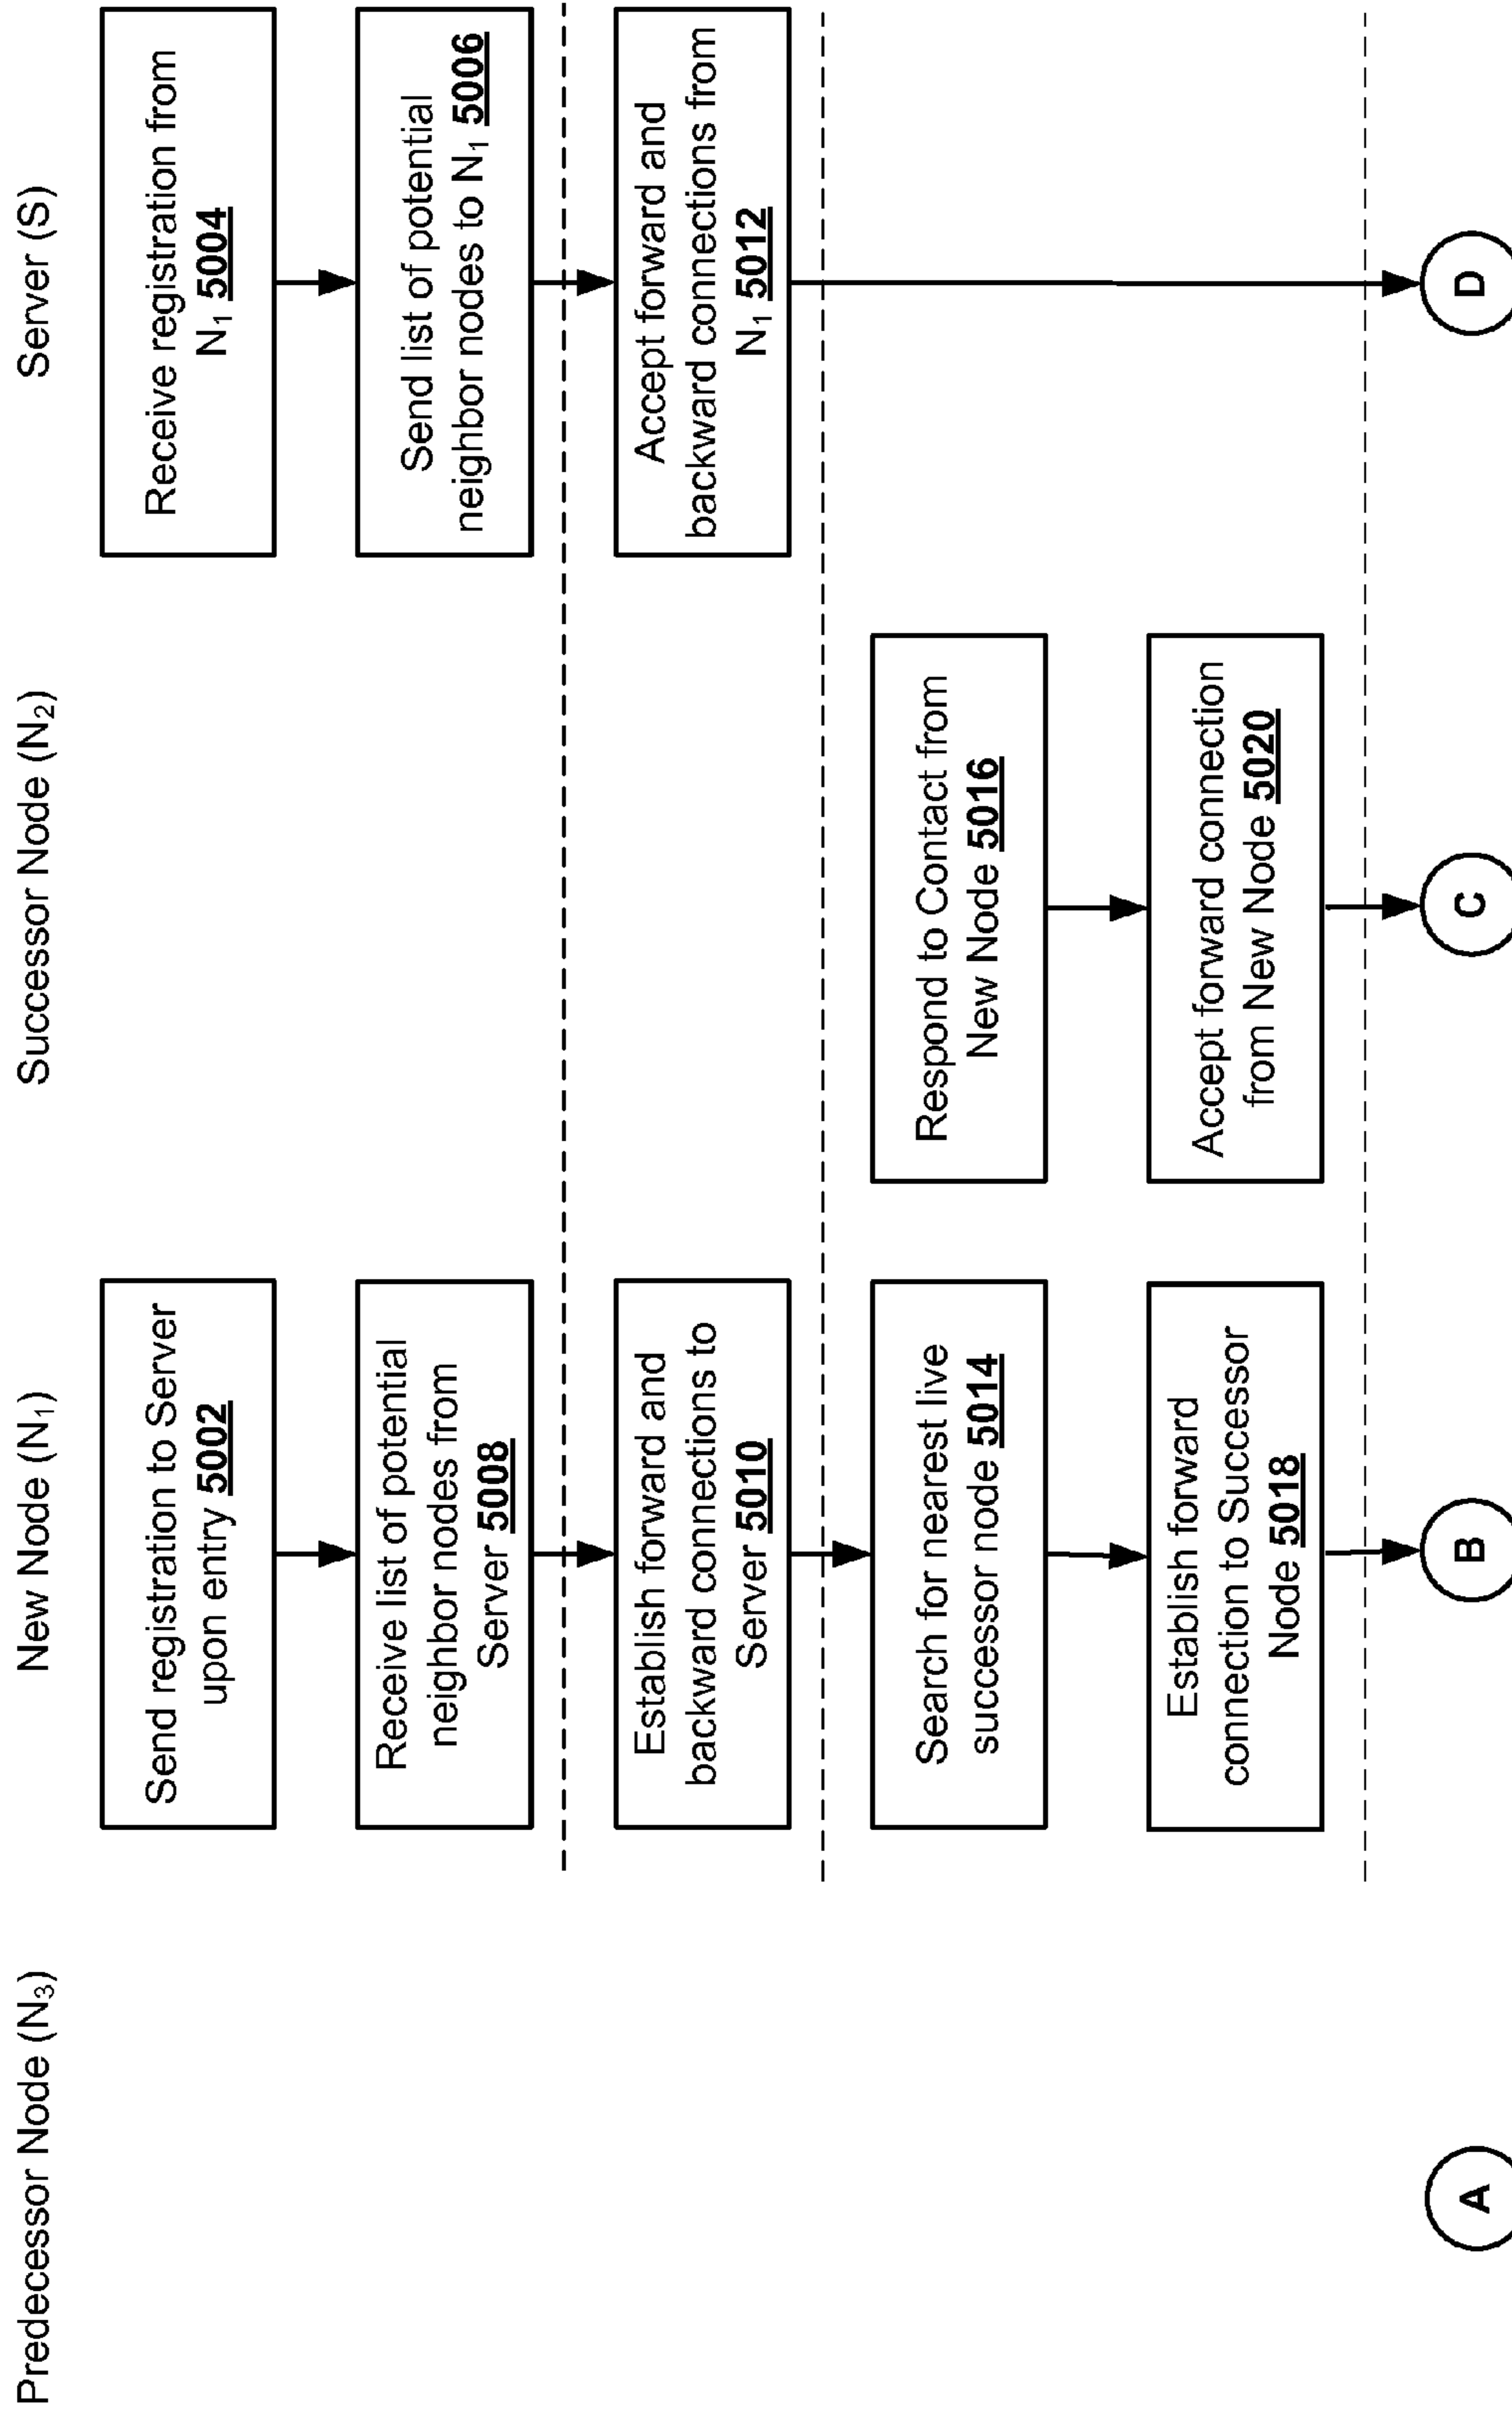 Predecessor Node (N3)
New Node (N1)
Successor Node (N2)
Server (S)
Send registration to Server
upon entry 5002
Receive registration from
N1 5004
Receive list of potential
neighbor nodes from
Server 5008
Send list of potential
neighbor nodes to N1 5006
Establish forward and
backward connections to
Server 5010
Accept forward and
backward connections from
N1 5012
Search for nearest live
successor node 5014
Respond to Contact from
New Node 5016
Establish forward
connection to Successor
Node 5018
Accept forward connection
from New Node 5020
A
B
C
D